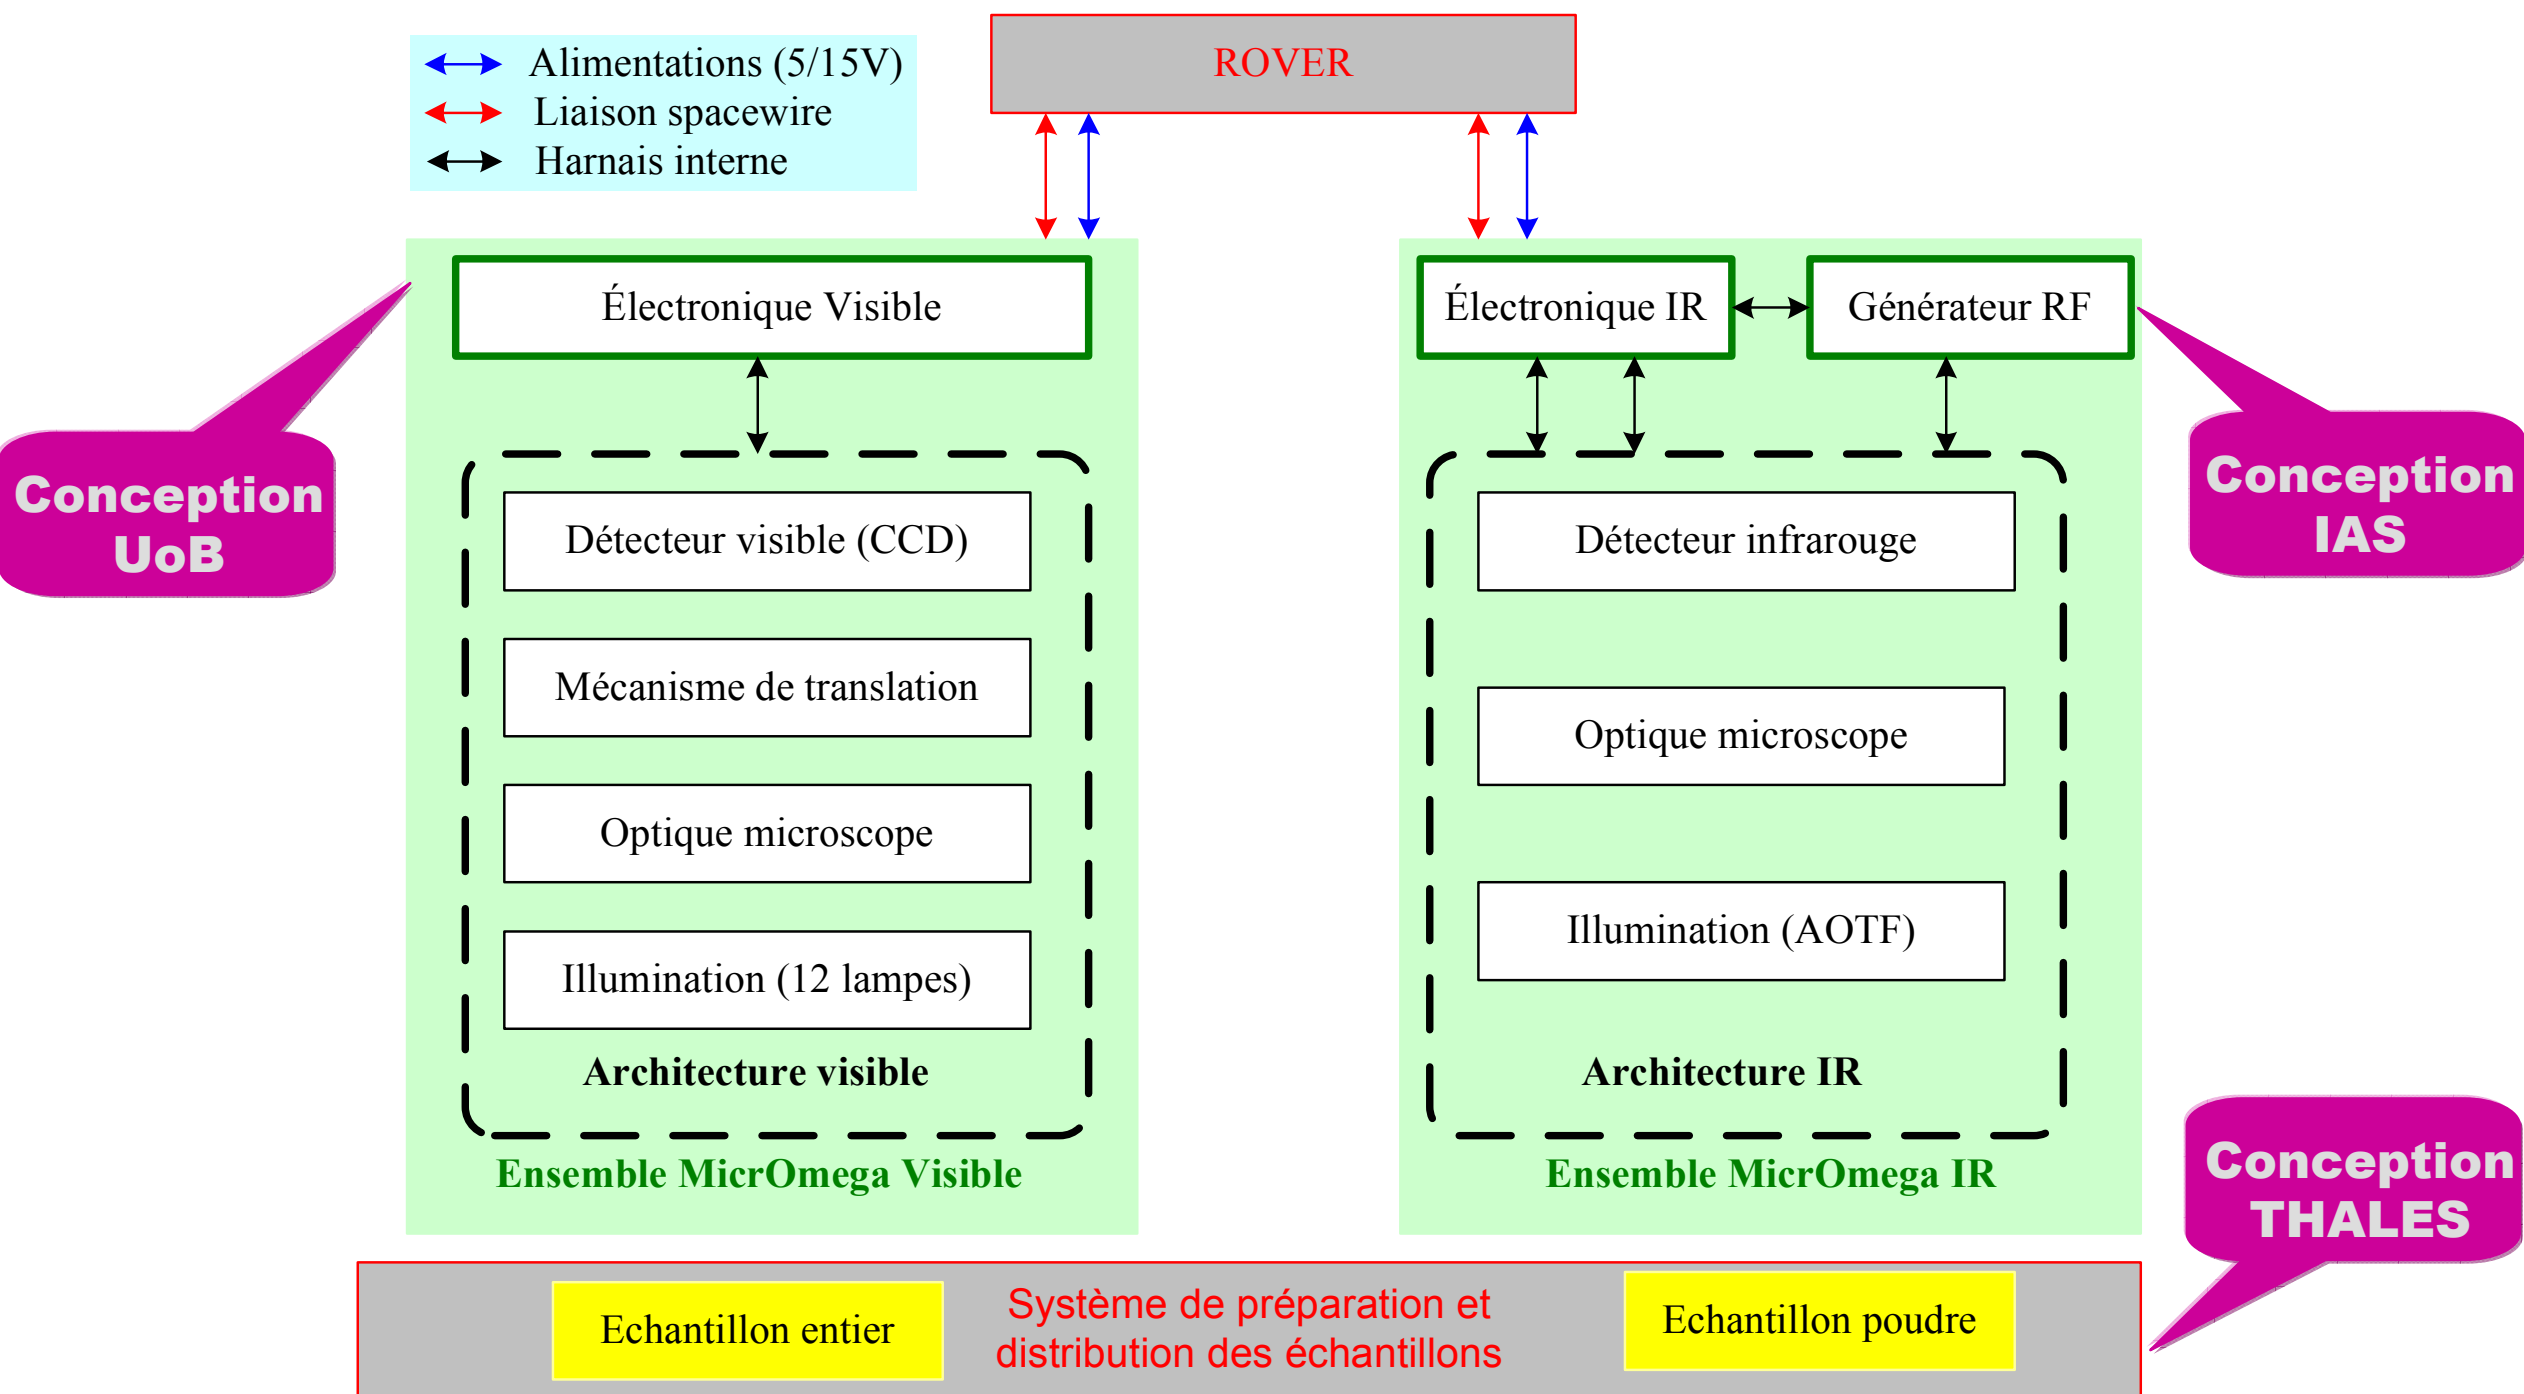 Alimentations (5/15V)
Liaison spacewire
Harnais interne
ROVER
Électronique Visible
Électronique IR
Générateur RF
Conception
UoB
Conception
IAS
Détecteur visible (CCD)
Mécanisme de translation
Optique microscope
Illumination (12 lampes)
Architecture visible
Ensemble MicrOmega Visible
Détecteur infrarouge
Optique microscope
Illumination (AOTF)
Architecture IR
Ensemble MicrOmega IR
Conception
THALES
Echantillon entier
Système de préparation et
distribution des échantillons
Echantillon poudre